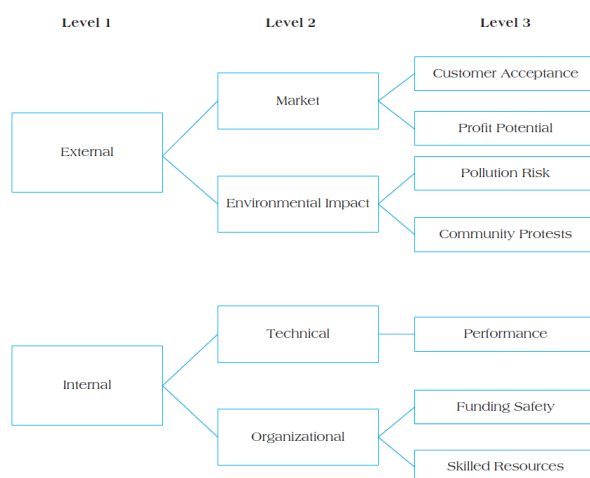 Level 1
Level 2
Level 3
External
Market
Customer Acceptance
Profit Potential
Environmental Impact
Pollution Risk
Community Protests
Internal
Technical
Performance
Organizational
Funding Safety
Skilled Resources